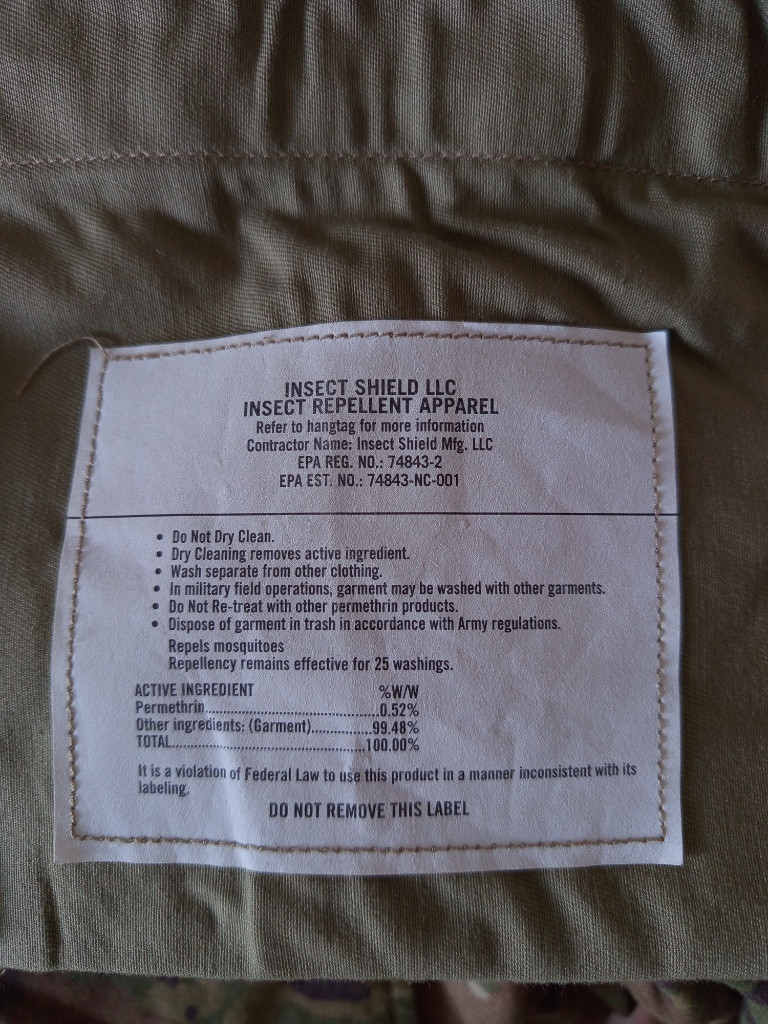 INSECT SHIELD LLC
INSECT REPELLENT APPAREL
Refer to hangtag for more information
Contractor Name: Insect Shield Mfg. LLC
EPA REG. NO.: 74843-2
EPA EST. NO.: 74843-NC-001
• Do Not Dry Clean.
• Dry Cleaning removes active ingredient.
• Wash separate from other clothing.
• In military field operations, garment may be washed with other garments.
• Do Not Re-treat with other permethrin products.
• Dispose of garment in trash in accordance with Army regulations.
Repels mosquitoes
Repellency remains effective for 25 washings.
ACTIVE INGREDIENT %W/W
Permethrin..........................................0.52%
Other ingredients: (Garment)..............99.48%
TOTAL..............................................100.00%
It is a violation of Federal Law to use this product in a manner inconsistent with its
labeling.
DO NOT REMOVE THIS LABEL